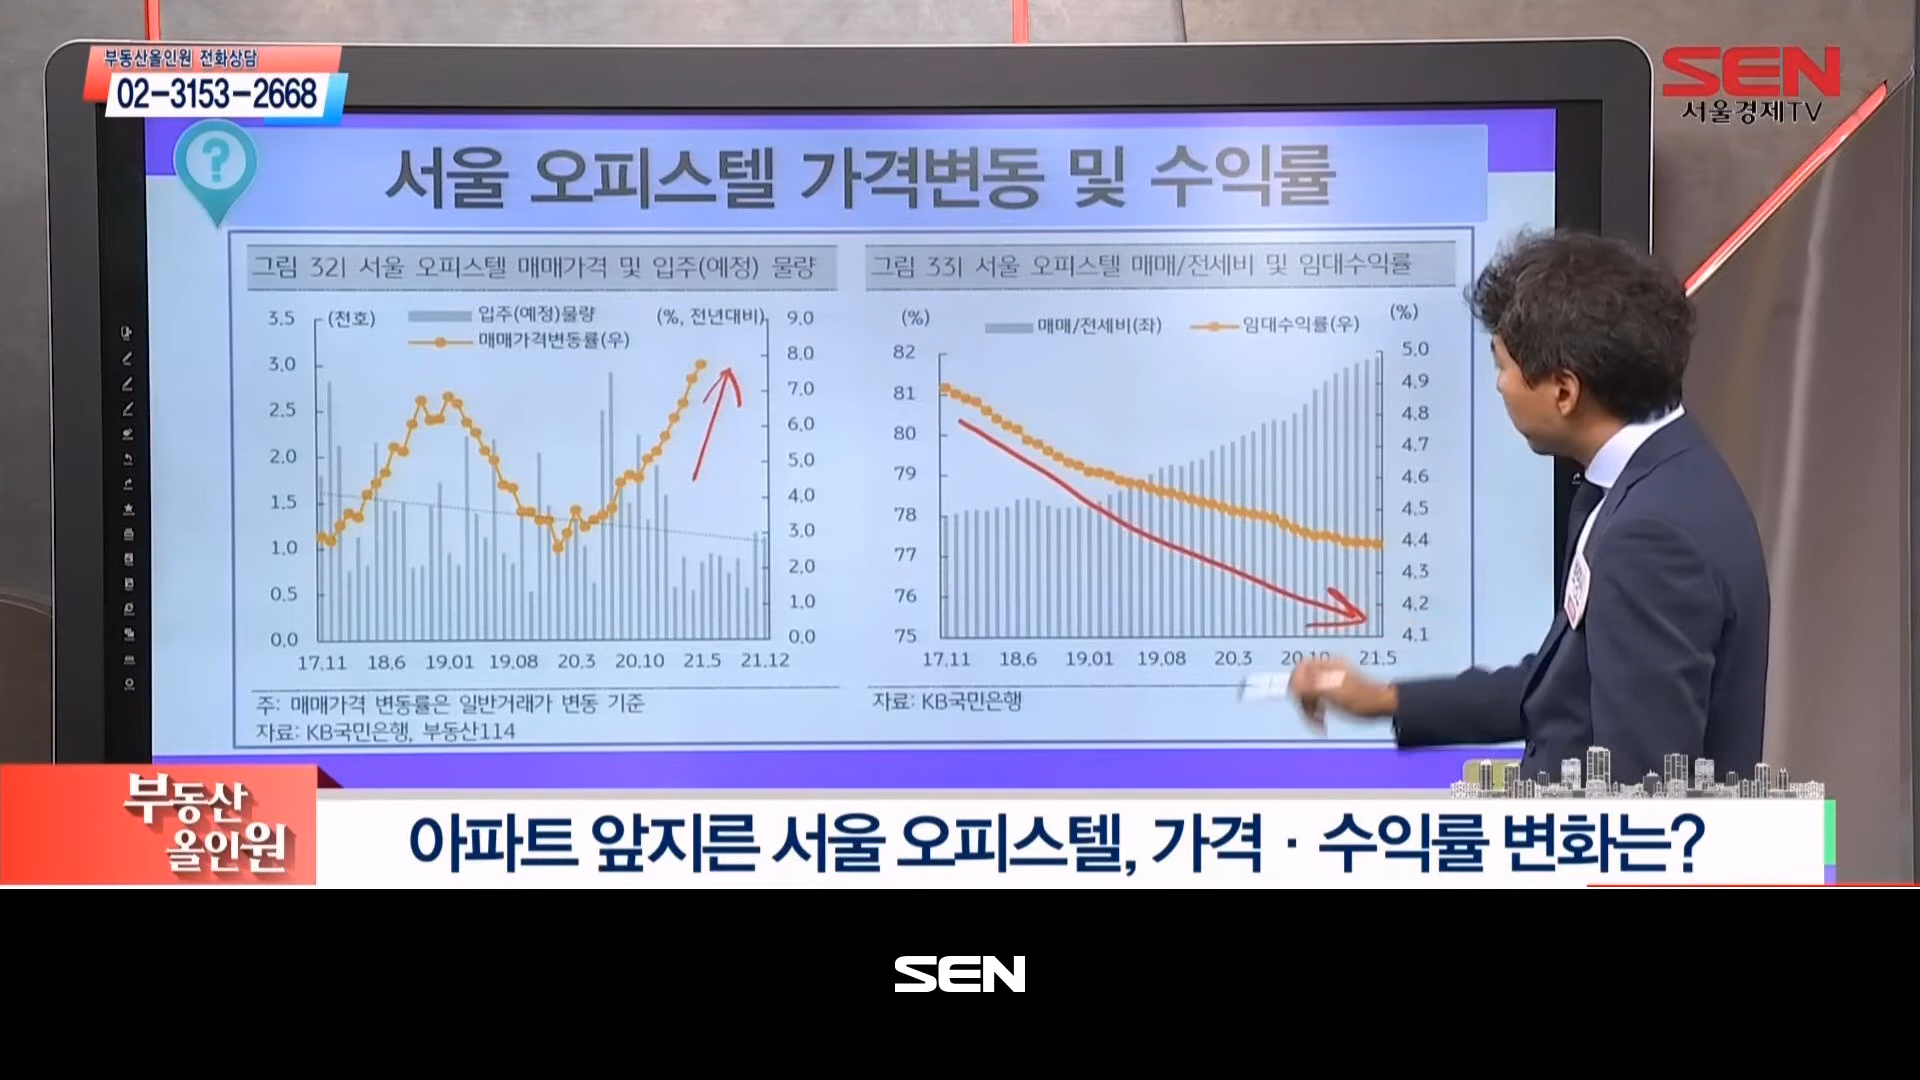 부동산올인원 전화상담
02-3153-2668
SEN
서울경제TV
?
서울 오피스텔 가격변동 및 수익률
그림 32| 서울 오피스텔 매매가격 및 입주(예정) 물량
3.5 (천호) 입주(예정)물량 (%, 전년대비) 9.0
매매가격변동률(우)
3.0 8.0
7.0
2.5 6.0
2.0 5.0
1.5 4.0
3.0
1.0 2.0
0.5 1.0
0.0 0.0
17.11 18.6 19.01 19.08 20.3 20.10 21.5 21.12
주: 매매가격 변동률은 일반거래가 변동 기준
자료: KB국민은행, 부동산114
그림 33| 서울 오피스텔 매매/전세비 및 임대수익률
(%) 매매/전세비(좌) 임대수익률(우) (%)
82 5.0
81 4.9
4.8
80 4.7
79 4.6
78 4.5
4.4
77 4.3
76 4.2
75 4.1
17.11 18.6 19.01 19.08 20.3 20.10 21.5
자료: KB국민은행
부동산
올인원
아파트 앞지른 서울 오피스텔, 가격·수익률 변화는?
SEN